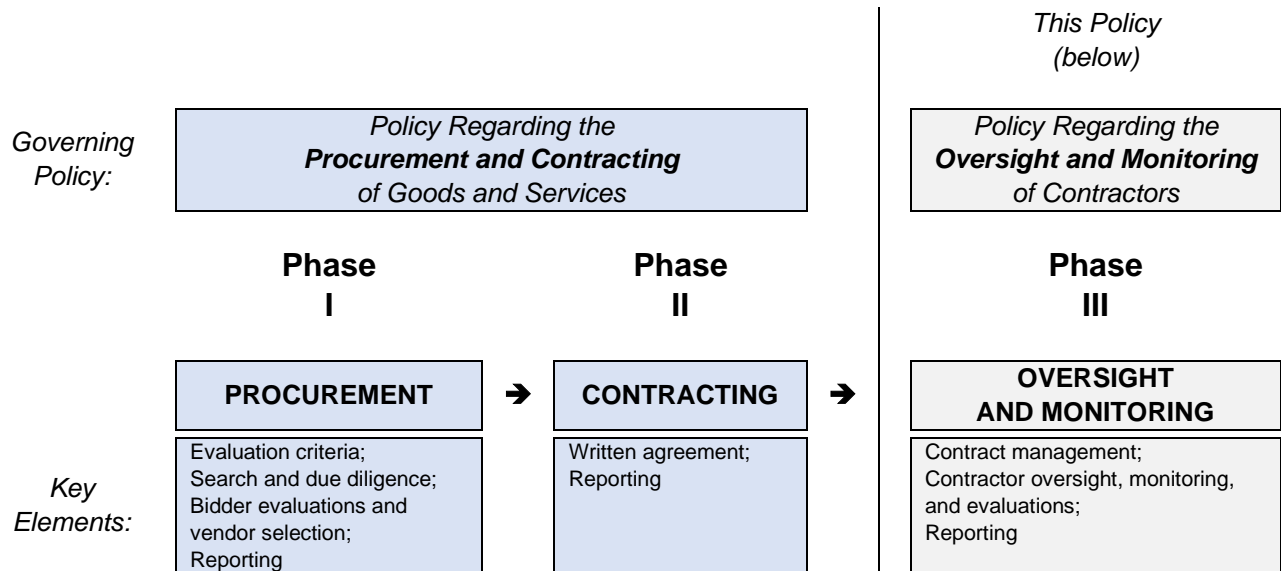 This Policy
(below)
Governing
Policy:
Policy Regarding the
Procurement and Contracting
of Goods and Services
Policy Regarding the
Oversight and Monitoring
of Contractors
Phase
I
Phase
II
Phase
III
PROCUREMENT
➔
CONTRACTING
➔
OVERSIGHT
AND MONITORING
Key
Elements:
Evaluation criteria;
Search and due diligence;
Bidder evaluations and
vendor selection;
Reporting
Written agreement;
Reporting
Contract management;
Contractor oversight, monitoring,
and evaluations;
Reporting